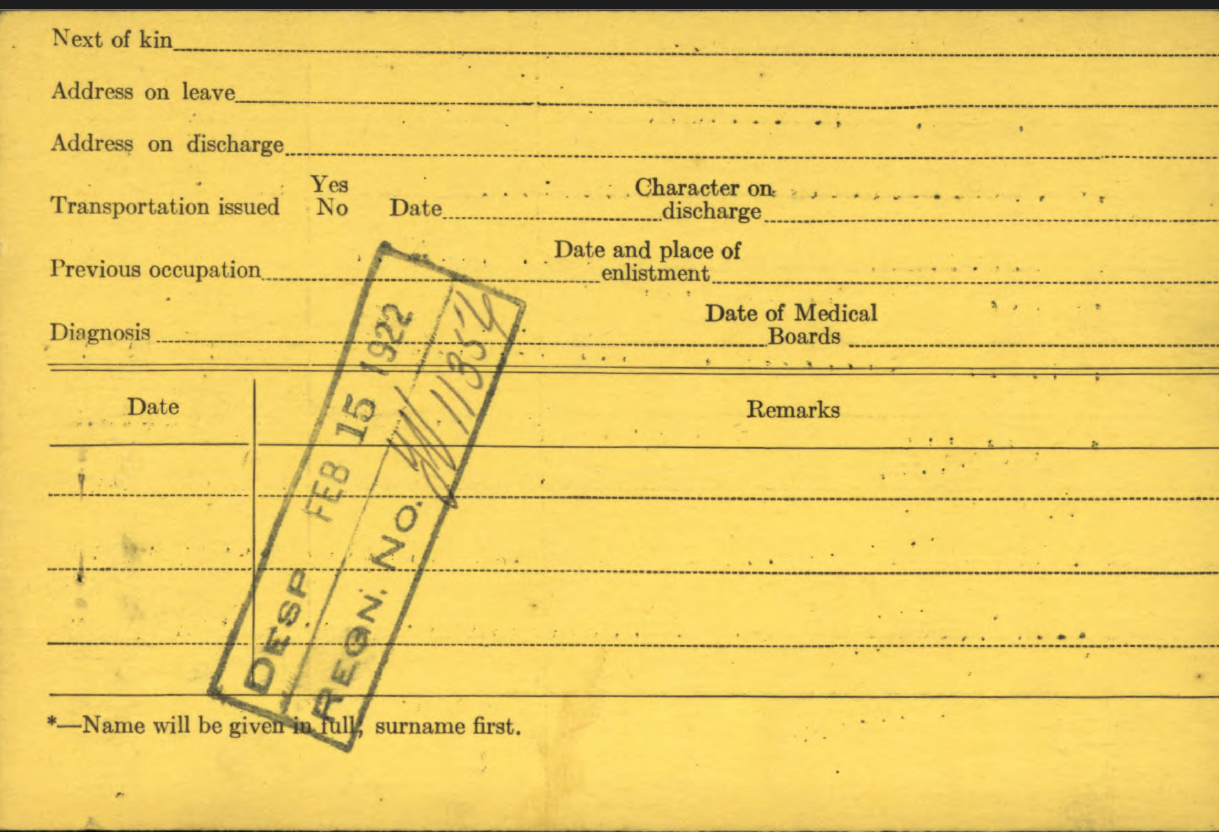 Next of kin
Address on leave
Address on discharge
Transportation issued Yes No Date Character on discharge
Previous occupation Date and place of enlistment
Diagnosis Date of Medical Boards
Date Remarks
DESP FEB 15 1922
REGN. NO.
*—Name will be given in full, surname first.